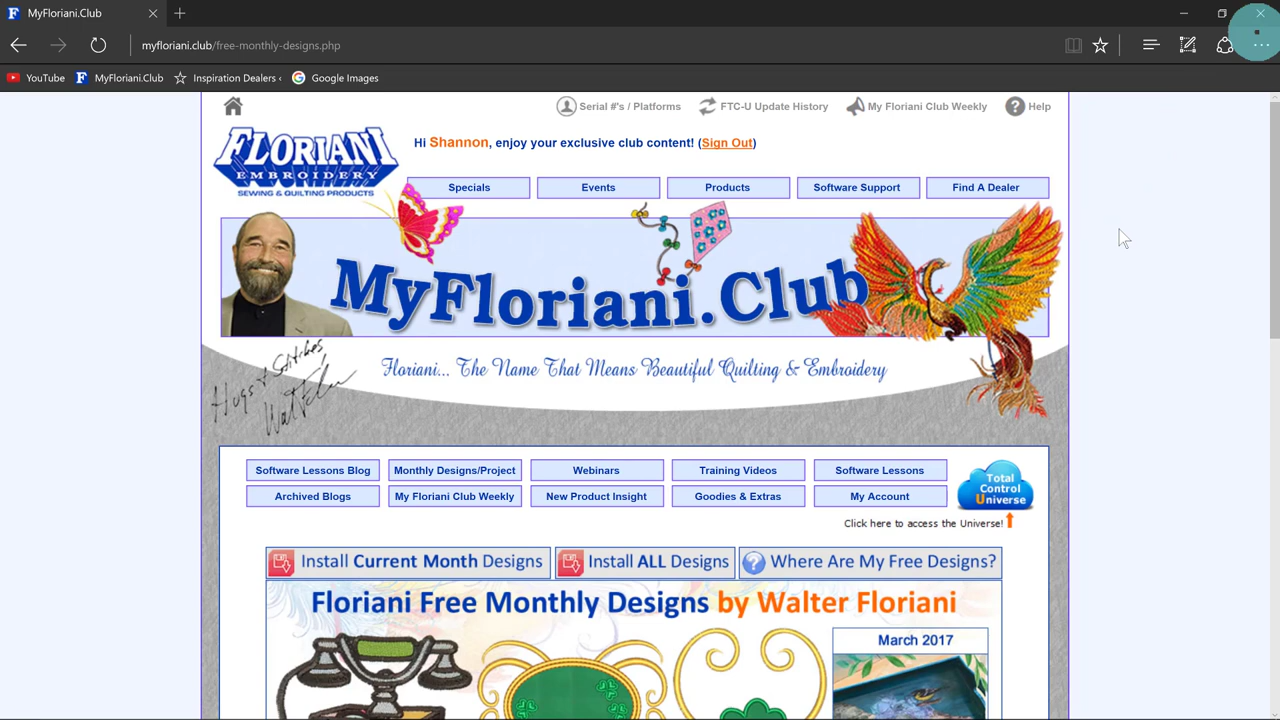 MyFloriani.Club
myfloriani.club/free-monthly-designs.php
YouTube MyFloriani.Club Inspiration Dealers ‹ Google Images
Serial #'s / Platforms FTC-U Update History My Floriani Club Weekly Help
FLORIANI
EMBROIDERY
SEWING & QUILTING PRODUCTS
Hi Shannon, enjoy your exclusive club content! (Sign Out)
Specials Events Products Software Support Find A Dealer
MyFloriani.Club
Floriani... The Name That Means Beautiful Quilting & Embroidery
Hugs & Stitches
Software Lessons Blog Monthly Designs/Project Webinars Training Videos Software Lessons
Archived Blogs My Floriani Club Weekly New Product Insight Goodies & Extras My Account
Total
Control
Universe
Click here to access the Universe!
Install Current Month Designs Install ALL Designs Where Are My Free Designs?
Floriani Free Monthly Designs by Walter Floriani
March 2017